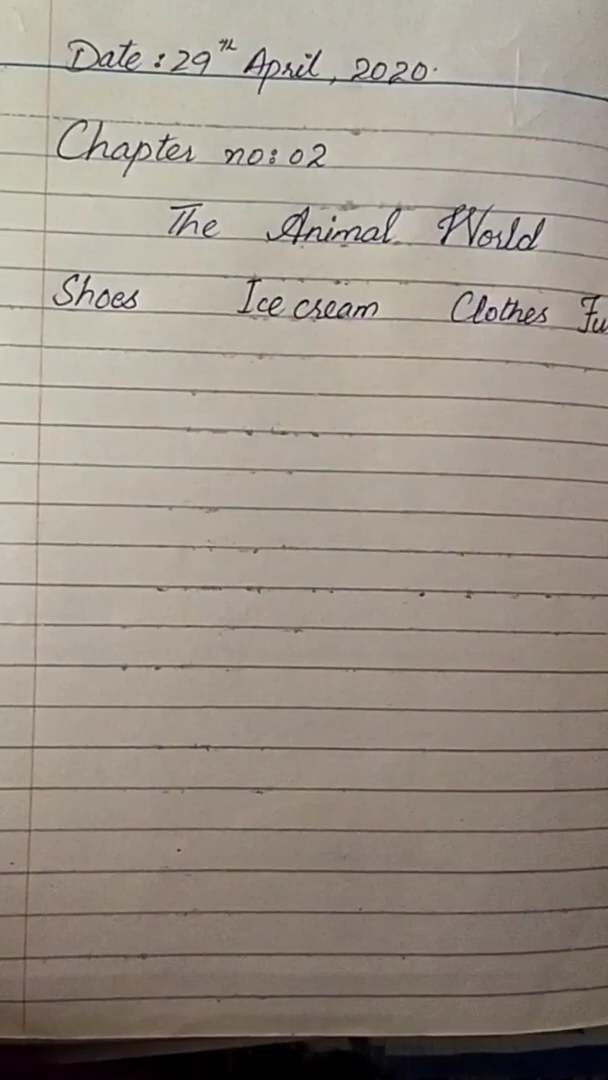 Date : 29th April, 2020.
Chapter no: 02
The Animal World
Shoes Ice cream Clothes